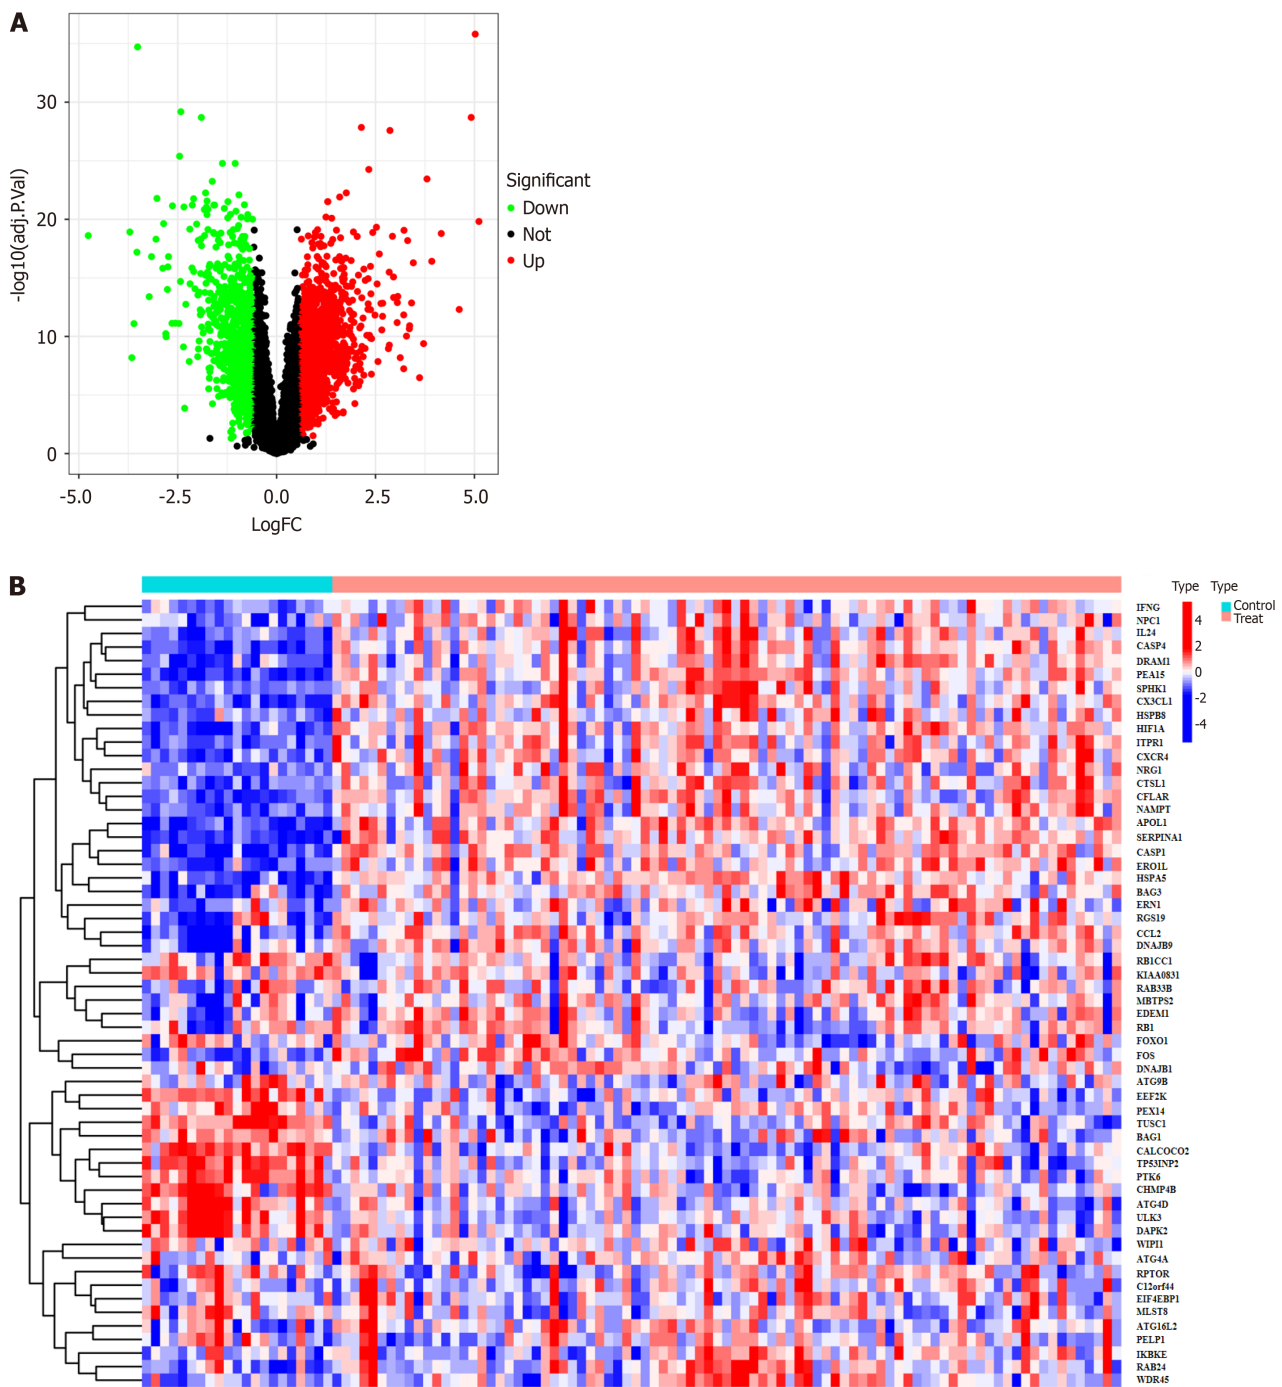 A
30
20
10
0
-log10(adj.P.Val)
-5.0 -2.5 0.0 2.5 5.0
LogFC
Significant
Down
Not
Up
B
Type Type
4
2
0
-2
-4
Control
Treat
IFNG
NPC1
IL24
CASP4
DRAM1
PEA15
SPHK1
CX3CL1
HSPB8
HIF1A
ITPR1
CXCR4
NRG1
CTSL1
CFLAR
NAMPT
APOL1
SERPINA1
CASP1
ERO1L
HSPA5
BAG3
ERN1
RGS19
CCL2
DNAJB9
RB1CC1
KIAA0831
RAB33B
MBTPS2
EDEM1
RB1
FOXO1
FOS
DNAJB1
ATG9B
EEF2K
PEX14
TUSC1
BAG1
CALCOCO2
TP53INP2
PTK6
CHMP4B
ATG4D
ULK3
DAPK2
WIPI1
ATG4A
RPTOR
C12orf44
EIF4EBP1
MLST8
ATG16L2
PELP1
IKBKE
RAB24
WDR45